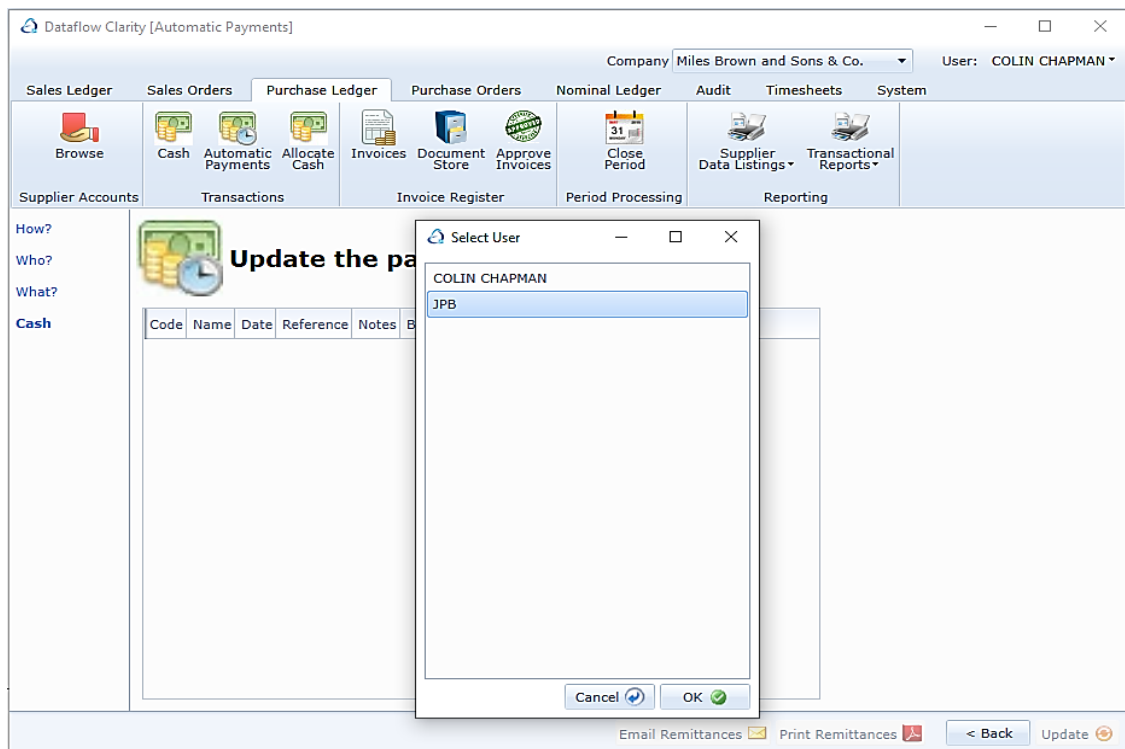 Dataflow Clarity [Automatic Payments]
Company Miles Brown and Sons & Co. User: COLIN CHAPMAN
Sales Ledger Sales Orders Purchase Ledger Purchase Orders Nominal Ledger Audit Timesheets System
31
APPROVED
Browse Cash Automatic Allocate Invoices Document Approve Close Supplier Transactional
Payments Cash Store Invoices Period Data Listings Reports
Supplier Accounts Transactions Invoice Register Period Processing Reporting
How?
Who?
What?
Cash
Update the pa
Code Name Date Reference Notes B
Select User
COLIN CHAPMAN
JPB
Cancel OK
Email Remittances Print Remittances < Back Update